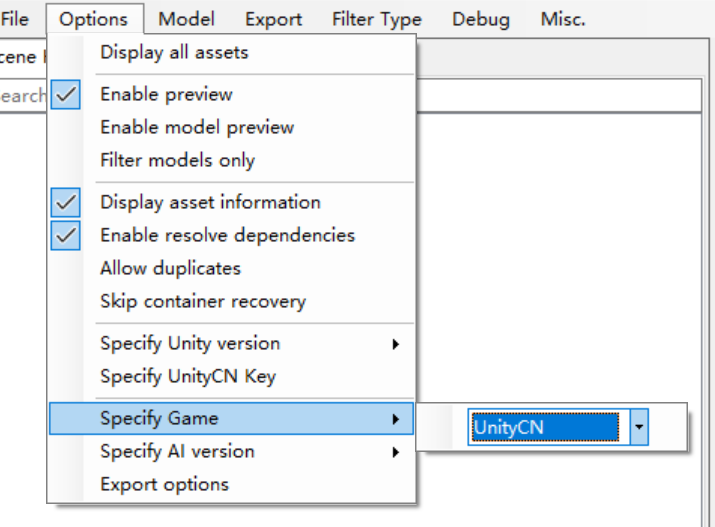 File Options Model Export Filter Type Debug Misc.
Display all assets
Enable preview
Enable model preview
Filter models only
Display asset information
Enable resolve dependencies
Allow duplicates
Skip container recovery
Specify Unity version
Specify UnityCN Key
Specify Game
UnityCN
Specify AI version
Export options